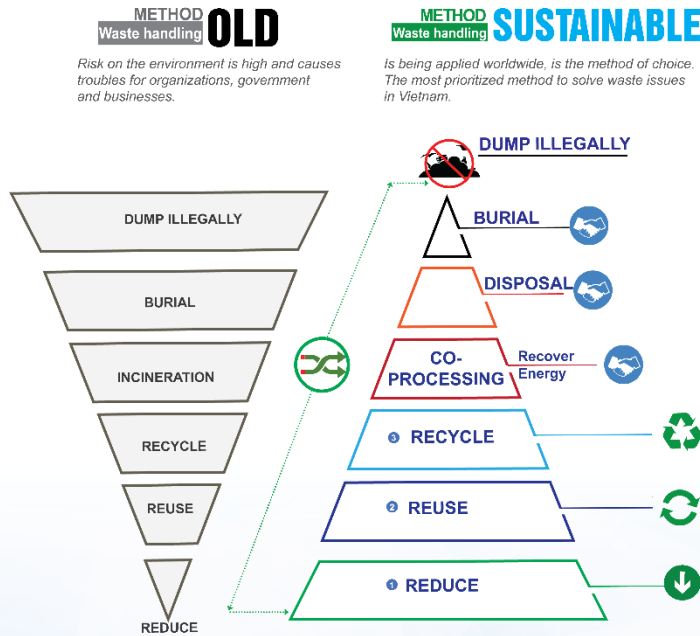 METHOD
Waste handling OLD
Risk on the environment is high and causes
troubles for organizations, government
and businesses.
DUMP ILLEGALLY
BURIAL
INCINERATION
RECYCLE
REUSE
REDUCE
METHOD
Waste handling SUSTAINABLE
Is being applied worldwide, is the method of choice.
The most prioritized method to solve waste issues
in Vietnam.
DUMP ILLEGALLY
BURIAL
DISPOSAL
CO-
PROCESSING
Recover
Energy
3 RECYCLE
2 REUSE
1 REDUCE